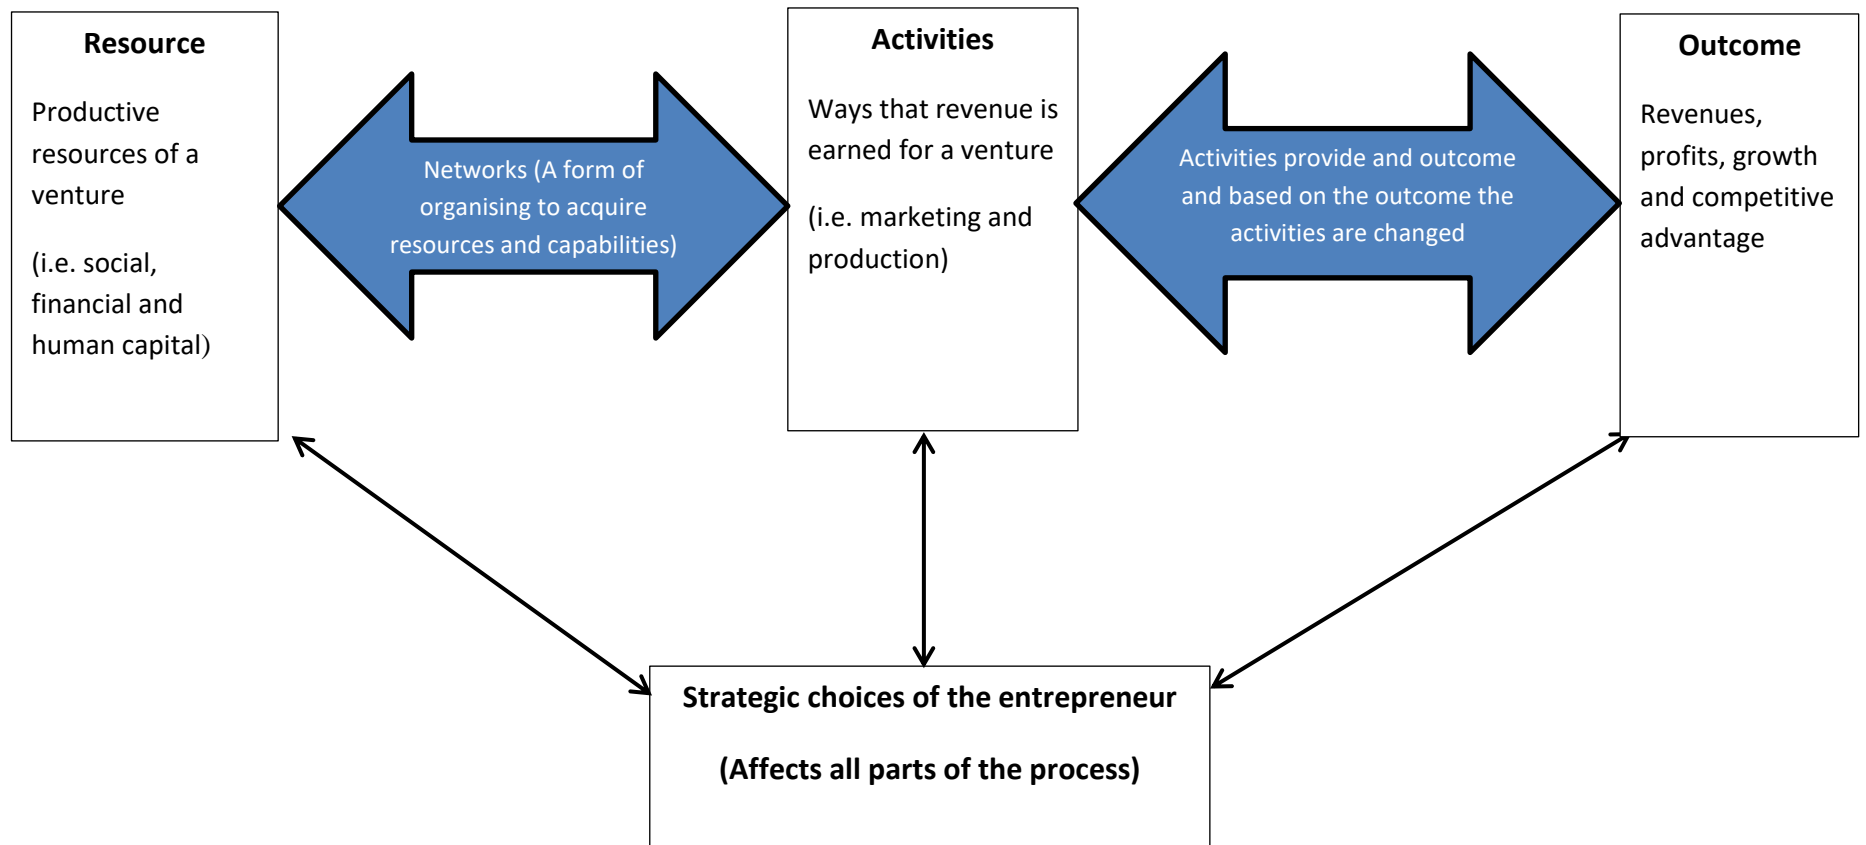 Resource
Productive
resources of a
venture
(i.e. social,
financial and
human capital)
Networks (A form of
organising to acquire
resources and capabilities)
Activities
Ways that revenue is
earned for a venture
(i.e. marketing and
production)
Activities provide and outcome
and based on the outcome the
activities are changed
Outcome
Revenues,
profits, growth
and competitive
advantage
Strategic choices of the entrepreneur
(Affects all parts of the process)